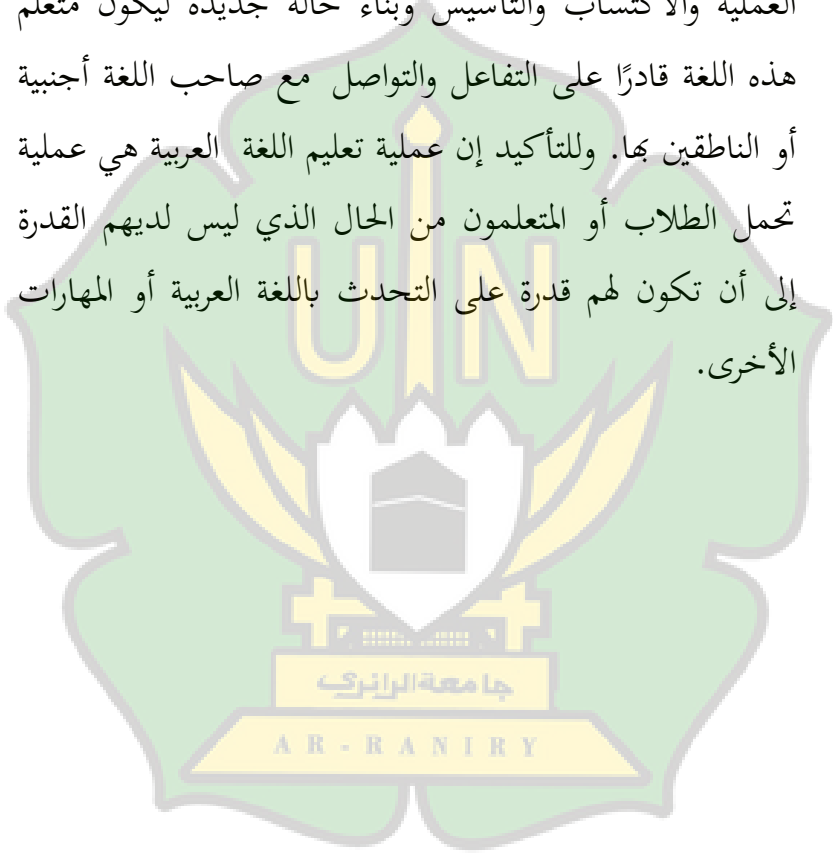 العملية والاكتساب والتأسيس وبناء حالة جديدة ليكون متعلم
هذه اللغة قادرًا على التفاعل والتواصل مع صاحب اللغة أجنبية
أو الناطقين بها. وللتأكيد إن عملية تعليم اللغة العربية هي عملية
تحمل الطلاب أو المتعلمون من الحال الذي ليس لديهم القدرة
إلى أن تكون لهم قدرة على التحدث باللغة العربية أو المهارات
الأخرى.
UIN
جامعة الرانري
AR-RANIRY